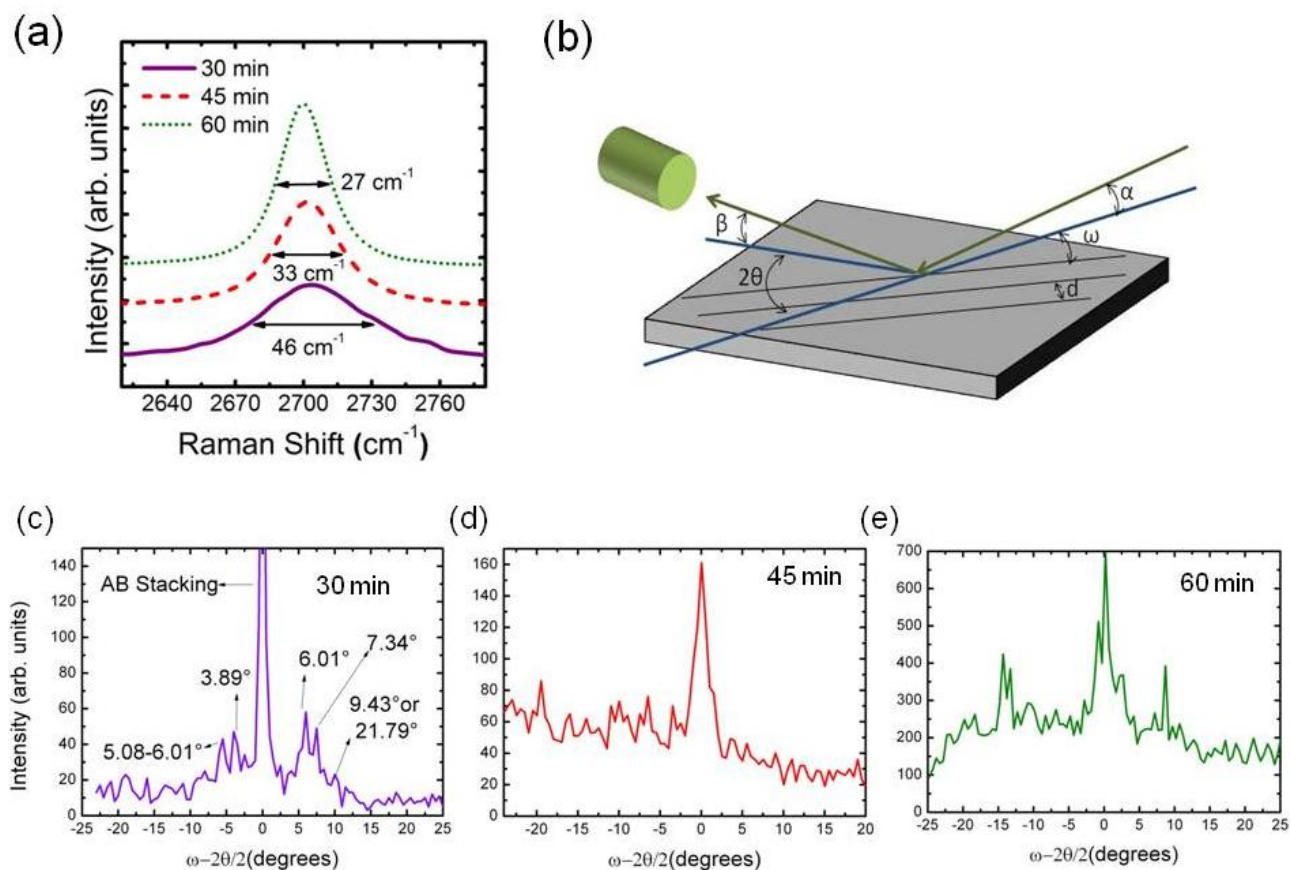 (a)
30 min
45 min
60 min
27 cm⁻¹
33 cm⁻¹
46 cm⁻¹
Intensity (arb. units)
2640 2670 2700 2730 2760
Raman Shift (cm⁻¹)
(b)
α
β
ω
2θ
d
(c)
AB Stacking
30 min
3.89°
6.01°
7.34°
9.43°or
21.79°
5.08-6.01°
Intensity (arb. units)
140
120
100
80
60
40
20
0
-25 -20 -15 -10 -5 0 5 10 15 20 25
ω−2θ/2(degrees)
(d)
45 min
160
140
120
100
80
60
40
20
0
-20 -15 -10 -5 0 5 10 15 20
ω−2θ/2(degrees)
(e)
60 min
700
600
500
400
300
200
100
0
-25 -20 -15 -10 -5 0 5 10 15 20 25
ω−2θ/2(degrees)